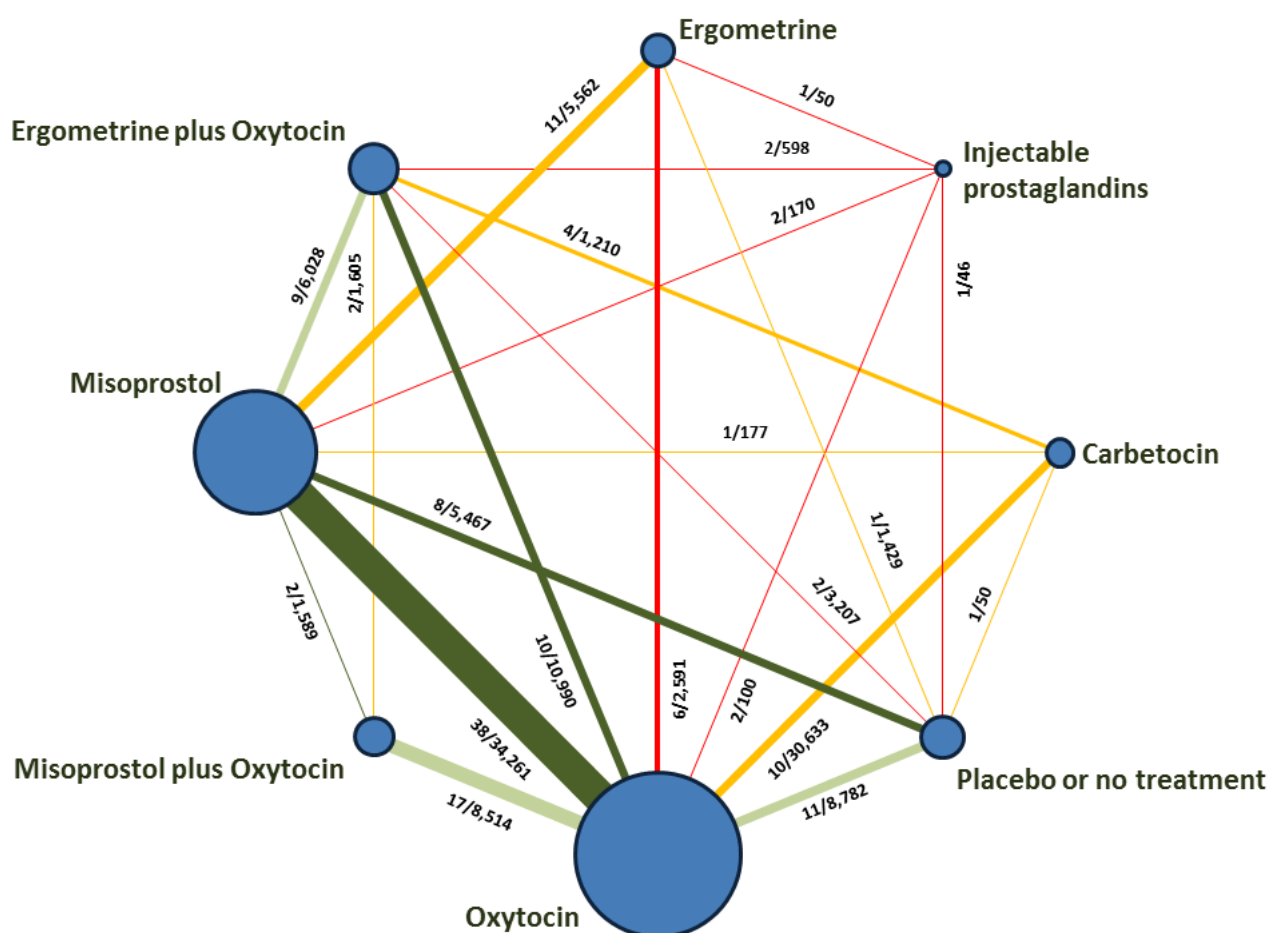 Ergometrine
11/5,562
1/50
Ergometrine plus Oxytocin
2/598
Injectable
prostaglandins
2/170
4/1,210
9/6,028
2/1,605
1/46
Misoprostol
1/177
Carbetocin
8/5,467
1/1,429
2/1,589
2/3,207
1/50
10/10,990
6/2,591
2/100
38/34,261
10/30,633
Misoprostol plus Oxytocin
Placebo or no treatment
17/8,514
11/8,782
Oxytocin